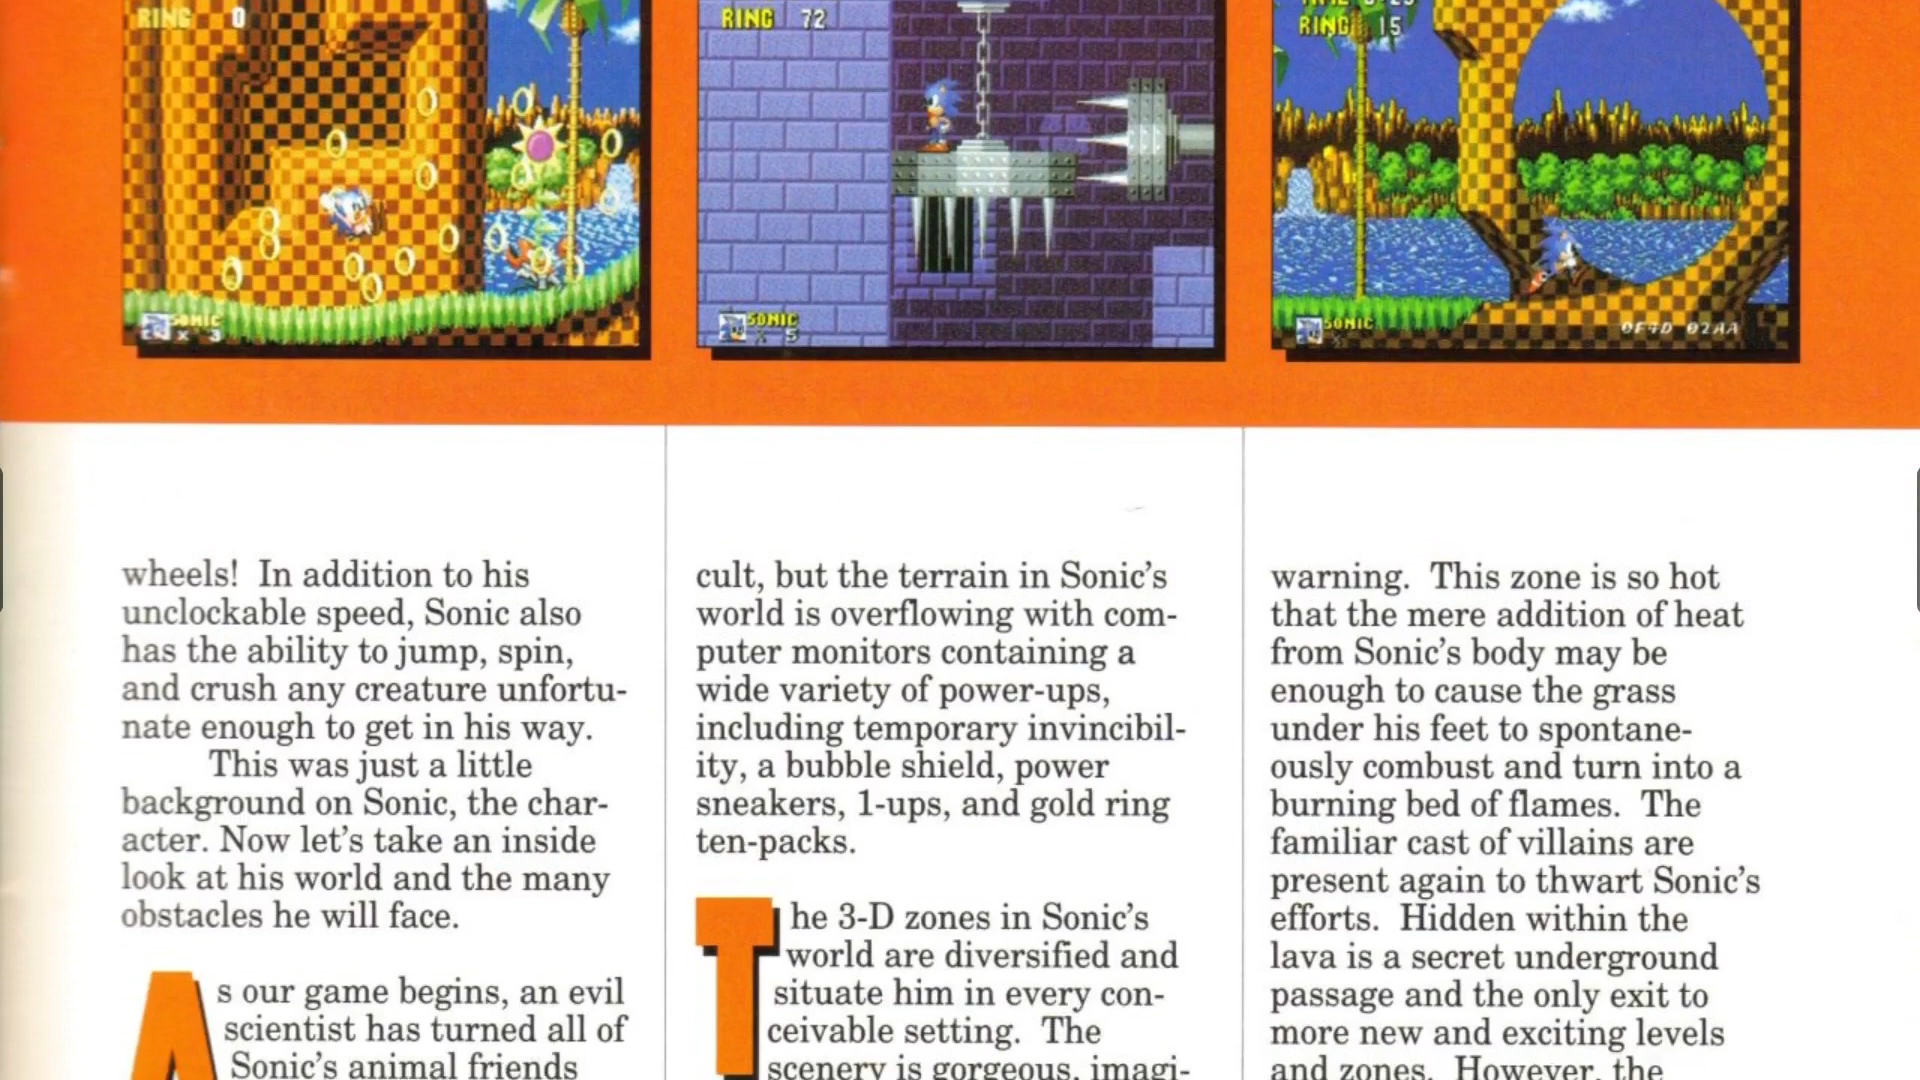 RING 0
SONIC
x 3
RING 72
SONIC
x 5
RING 15
SONIC
0F4D 02AA
wheels! In addition to his
unclockable speed, Sonic also
has the ability to jump, spin,
and crush any creature unfortu-
nate enough to get in his way.
This was just a little
background on Sonic, the char-
acter. Now let's take an inside
look at his world and the many
obstacles he will face.
As our game begins, an evil
scientist has turned all of
Sonic's animal friends
cult, but the terrain in Sonic's
world is overflowing with com-
puter monitors containing a
wide variety of power-ups,
including temporary invincibil-
ity, a bubble shield, power
sneakers, 1-ups, and gold ring
ten-packs.
The 3-D zones in Sonic's
world are diversified and
situate him in every con-
ceivable setting. The
scenery is gorgeous, imagi-
warning. This zone is so hot
that the mere addition of heat
from Sonic's body may be
enough to cause the grass
under his feet to spontane-
ously combust and turn into a
burning bed of flames. The
familiar cast of villains are
present again to thwart Sonic's
efforts. Hidden within the
lava is a secret underground
passage and the only exit to
more new and exciting levels
and zones. However, the